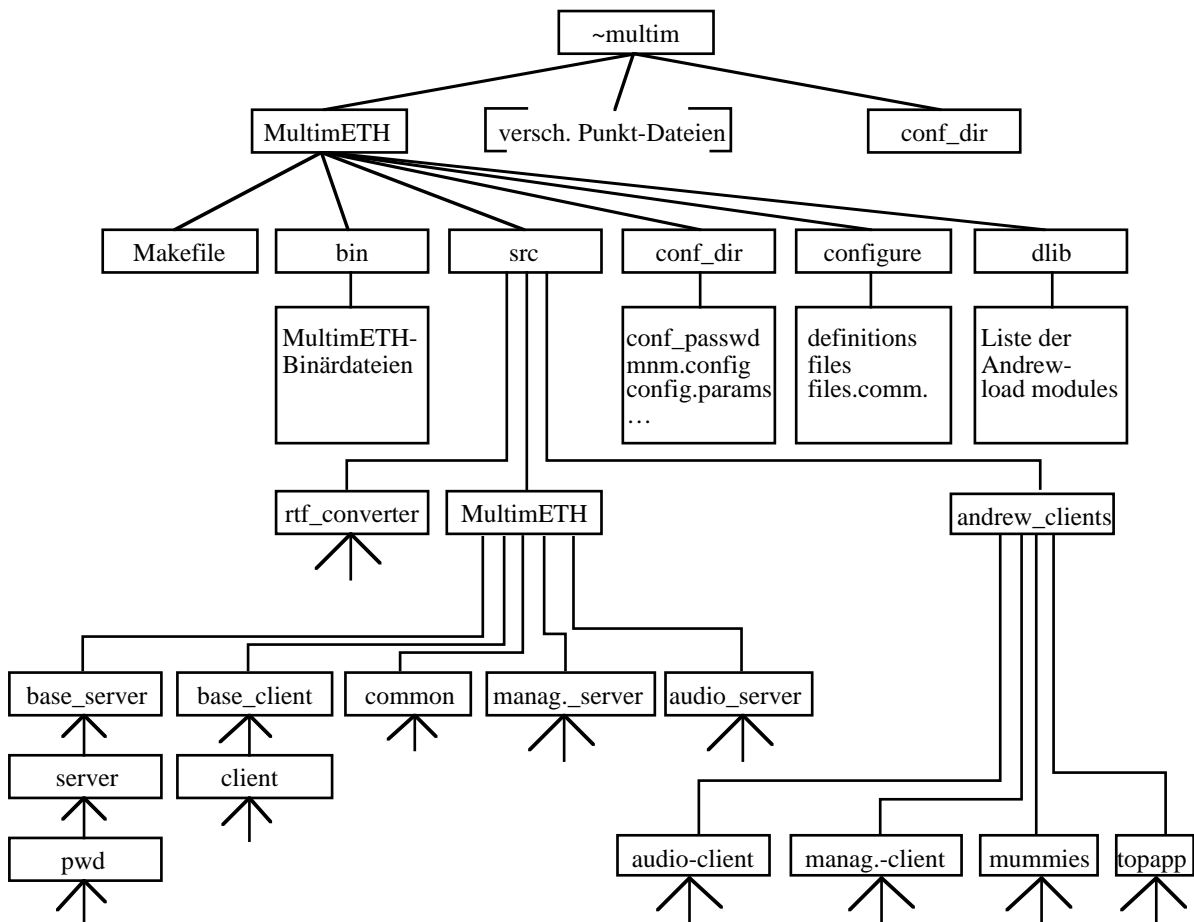 ~multim
MultimETH
versch. Punkt-Dateien
conf_dir
Makefile
bin
src
conf_dir
configure
dlib
MultimETH-
Binärdateien
conf_passwd
mnm.config
config.params
…
definitions
files
files.comm.
Liste der
Andrew-
load modules
rtf_converter
MultimETH
andrew_clients
base_server
base_client
common
manag._server
audio_server
server
client
pwd
audio-client
manag.-client
mummies
topapp